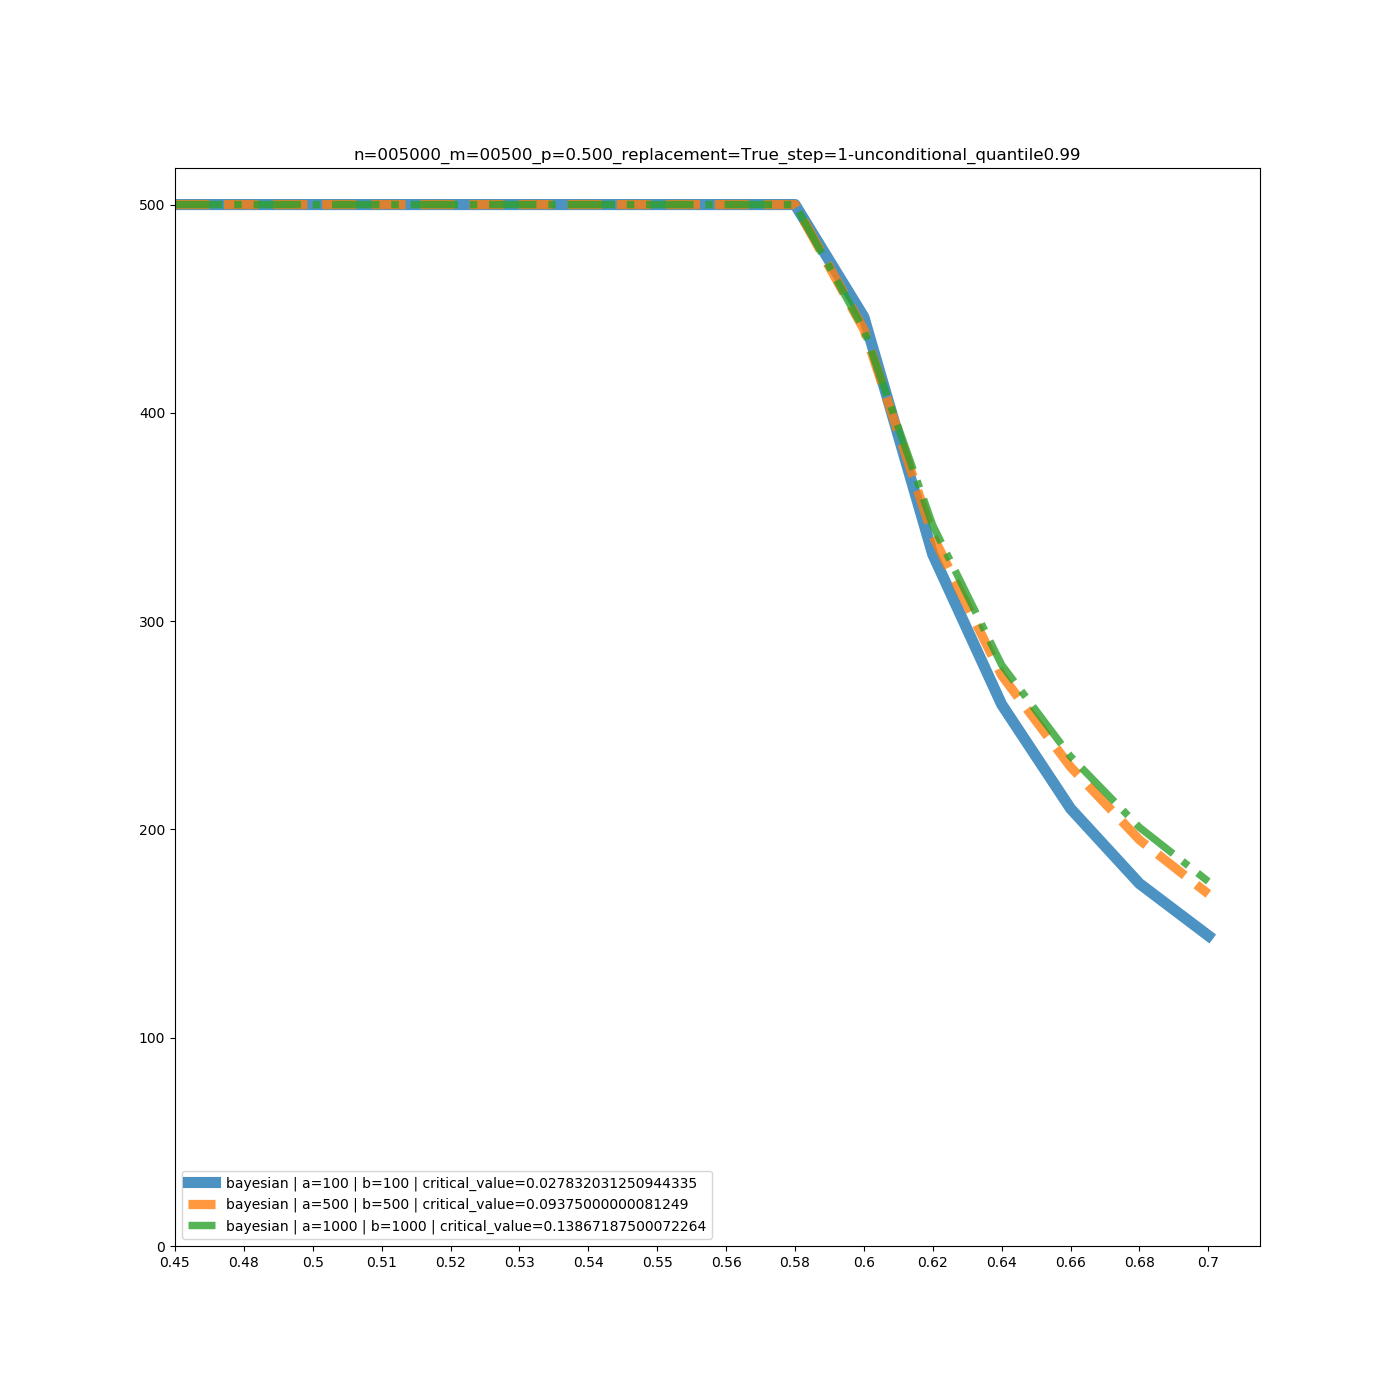 n=005000_m=00500_p=0.500_replacement=True_step=1-unconditional_quantile0.99
500
400
300
200
100
0
bayesian | a=100 | b=100 | critical_value=0.027832031250944335
bayesian | a=500 | b=500 | critical_value=0.09375000000081249
bayesian | a=1000 | b=1000 | critical_value=0.13867187500072264
0.45 0.48 0.5 0.51 0.52 0.53 0.54 0.55 0.56 0.58 0.6 0.62 0.64 0.66 0.68 0.7